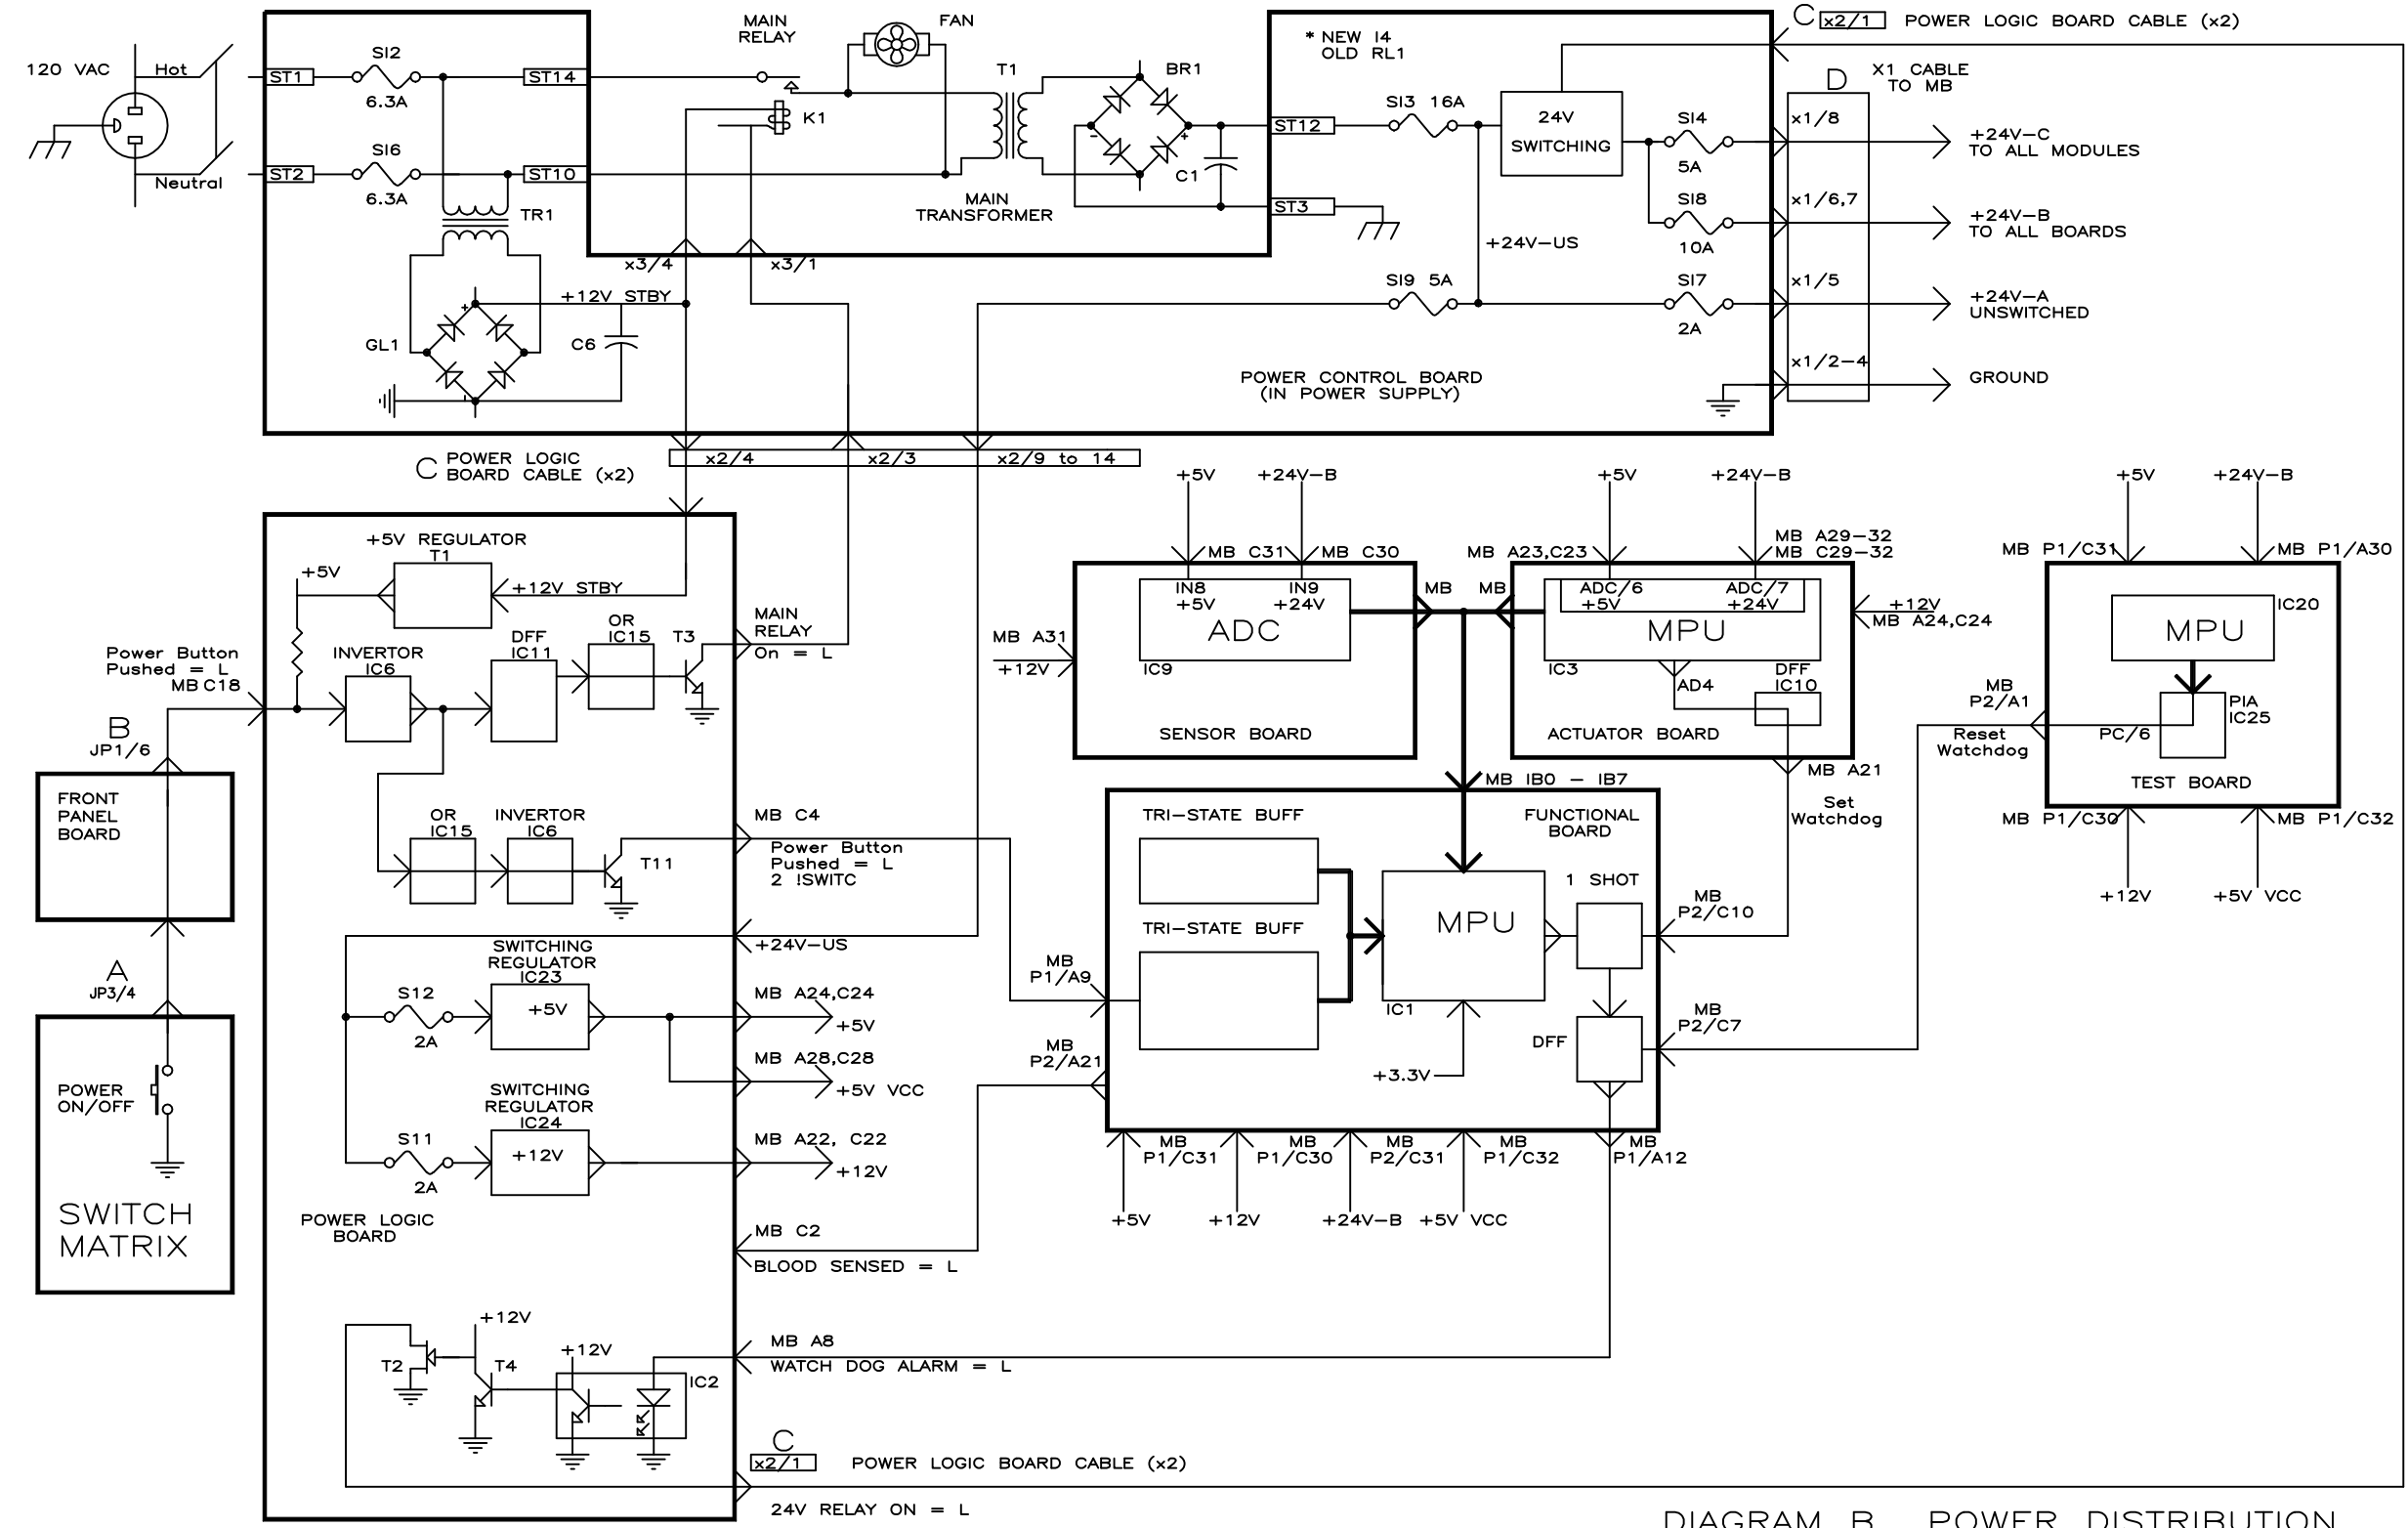 120 VAC
Hot
Neutral
ST1
SI2
6.3A
ST14
ST2
SI6
6.3A
ST10
TR1
MAIN
RELAY
FAN
K1
T1
BR1
MAIN
TRANSFORMER
C1
* NEW I4
OLD RL1
ST12
ST3
SI3 16A
24V
SWITCHING
SI4
5A
SI8
10A
+24V-US
SI9 5A
SI7
2A
C
x2/1
POWER LOGIC BOARD CABLE (x2)
D
X1 CABLE
TO MB
x1/8
+24V-C
TO ALL MODULES
x1/6,7
+24V-B
TO ALL BOARDS
x1/5
+24V-A
UNSWITCHED
x1/2-4
GROUND
x3/4
x3/1
+12V STBY
GL1
+
-
+
-
C6
POWER CONTROL BOARD
(IN POWER SUPPLY)
C
POWER LOGIC
BOARD CABLE (x2)
x2/4
x2/3
x2/9 to 14
+5V REGULATOR
T1
+5V
+12V STBY
OR
IC15
T3
DFF
IC11
INVERTOR
IC6
MAIN
RELAY
On = L
Power Button
Pushed = L
MB C18
B
JP1/6
FRONT
PANEL
BOARD
A
JP3/4
POWER
ON/OFF
SWITCH
MATRIX
OR
IC15
INVERTOR
IC6
T11
MB C4
Power Button
Pushed = L
2 !SWITC
+24V-US
SWITCHING
REGULATOR
IC23
S12
2A
+5V
MB A24,C24
+5V
MB A28,C28
+5V VCC
SWITCHING
REGULATOR
IC24
S11
2A
+12V
MB A22, C22
+12V
POWER LOGIC
BOARD
MB C2
BLOOD SENSED = L
+12V
T2
T4
+12V
IC2
MB A8
WATCH DOG ALARM = L
C
x2/1
POWER LOGIC BOARD CABLE (x2)
24V RELAY ON = L
+5V
+24V-B
MB C31
MB C30
IN8
+5V
IN9
+24V
ADC
IC9
MB A31
+12V
SENSOR BOARD
MB
MB
+5V
+24V-B
MB A23,C23
MB A29-32
MB C29-32
ADC/6
+5V
ADC/7
+24V
MPU
IC3
AD4
DFF
IC10
+12V
MB A24,C24
ACTUATOR BOARD
MB A21
Set
Watchdog
+5V
+24V-B
MB P1/C31
MB P1/A30
IC20
MPU
MB
P2/A1
Reset
Watchdog
PC/6
PIA
IC25
TEST BOARD
MB P1/C30
MB P1/C32
+12V
+5V VCC
MB IB0 - IB7
TRI-STATE BUFF
FUNCTIONAL
BOARD
1 SHOT
TRI-STATE BUFF
MPU
IC1
+3.3V
DFF
MB
P2/C10
MB
P2/C7
MB
P1/A9
MB
P2/A21
MB
P1/C31
MB
P1/C30
MB
P2/C31
MB
P1/C32
MB
P1/A12
+5V
+12V
+24V-B
+5V VCC
DIAGRAM B POWER DISTRIBUTION